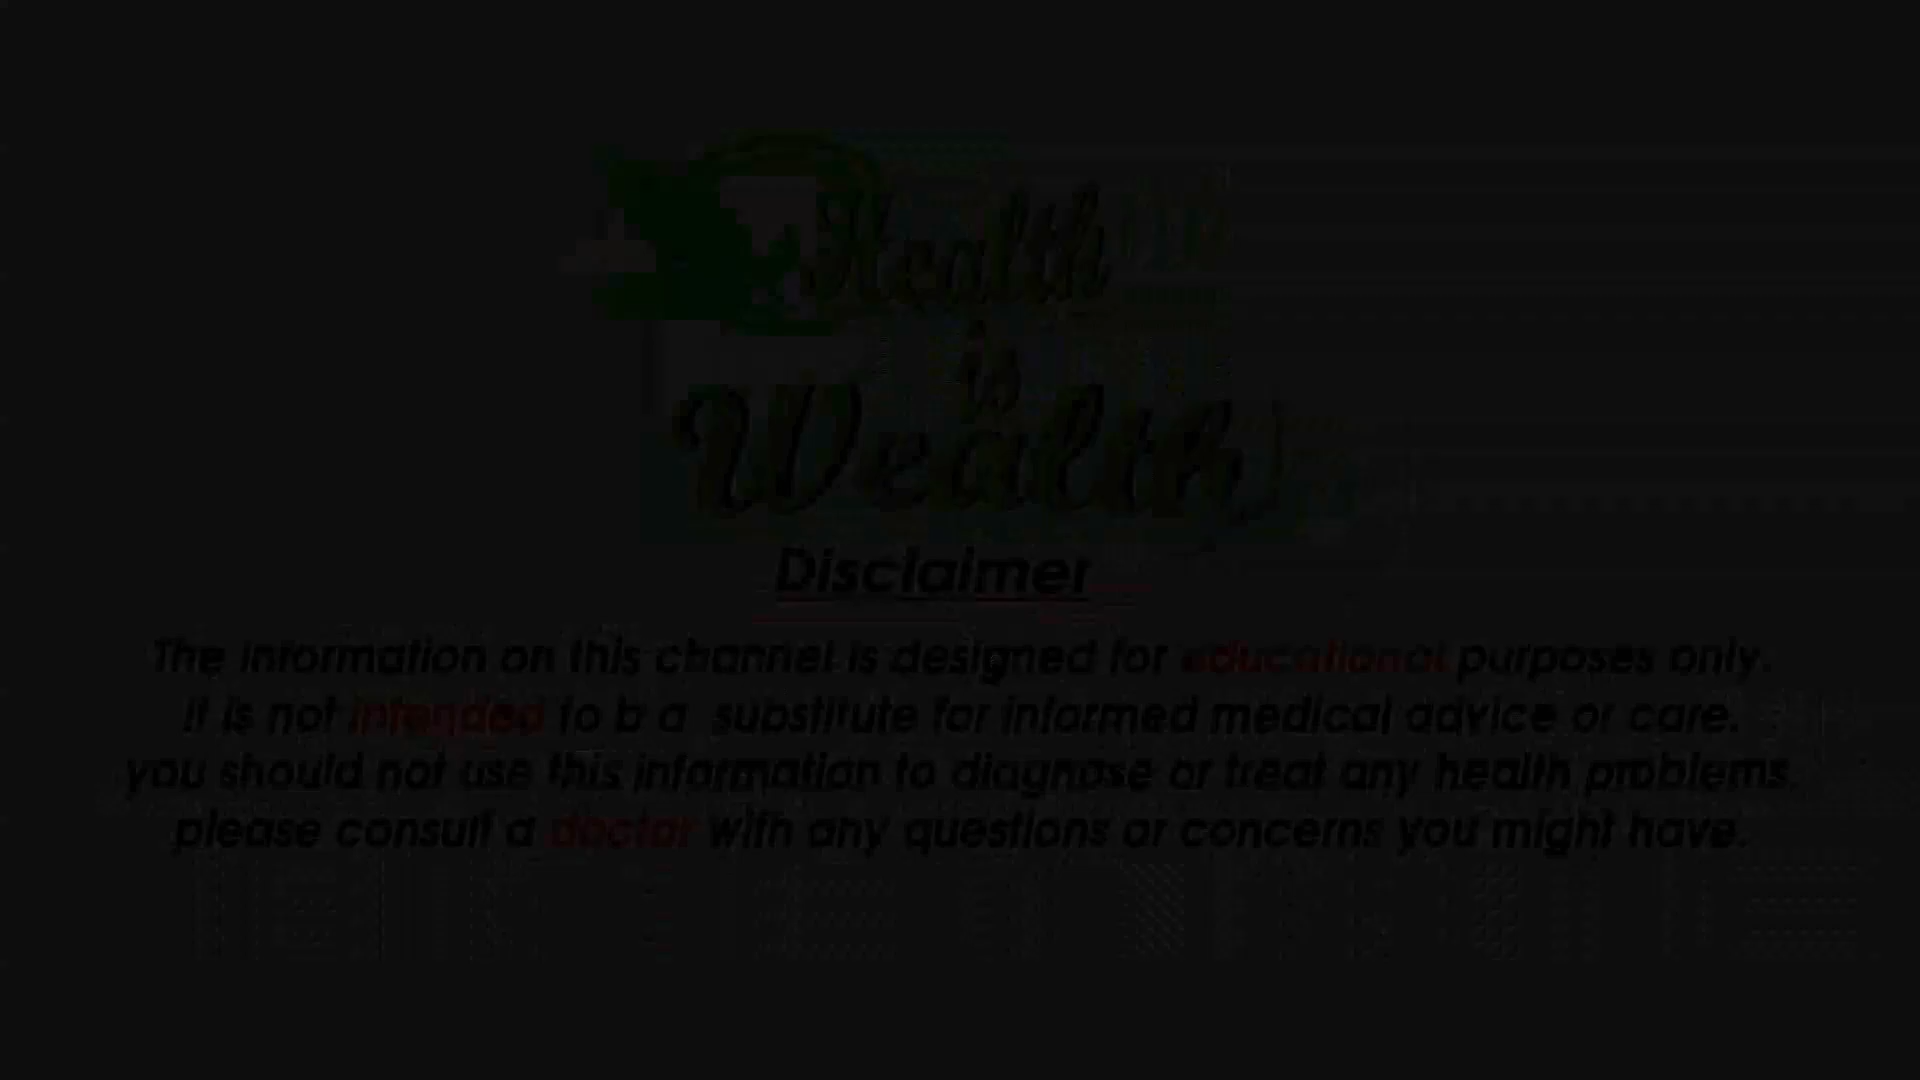 Health
is
Wealth
Disclaimer
The information on this channel is designed for educational purposes only.
It is not intended to b a substitute for informed medical advice or care.
you should not use this information to diagnose or treat any health problems.
please consult a doctor with any questions or concerns you might have.